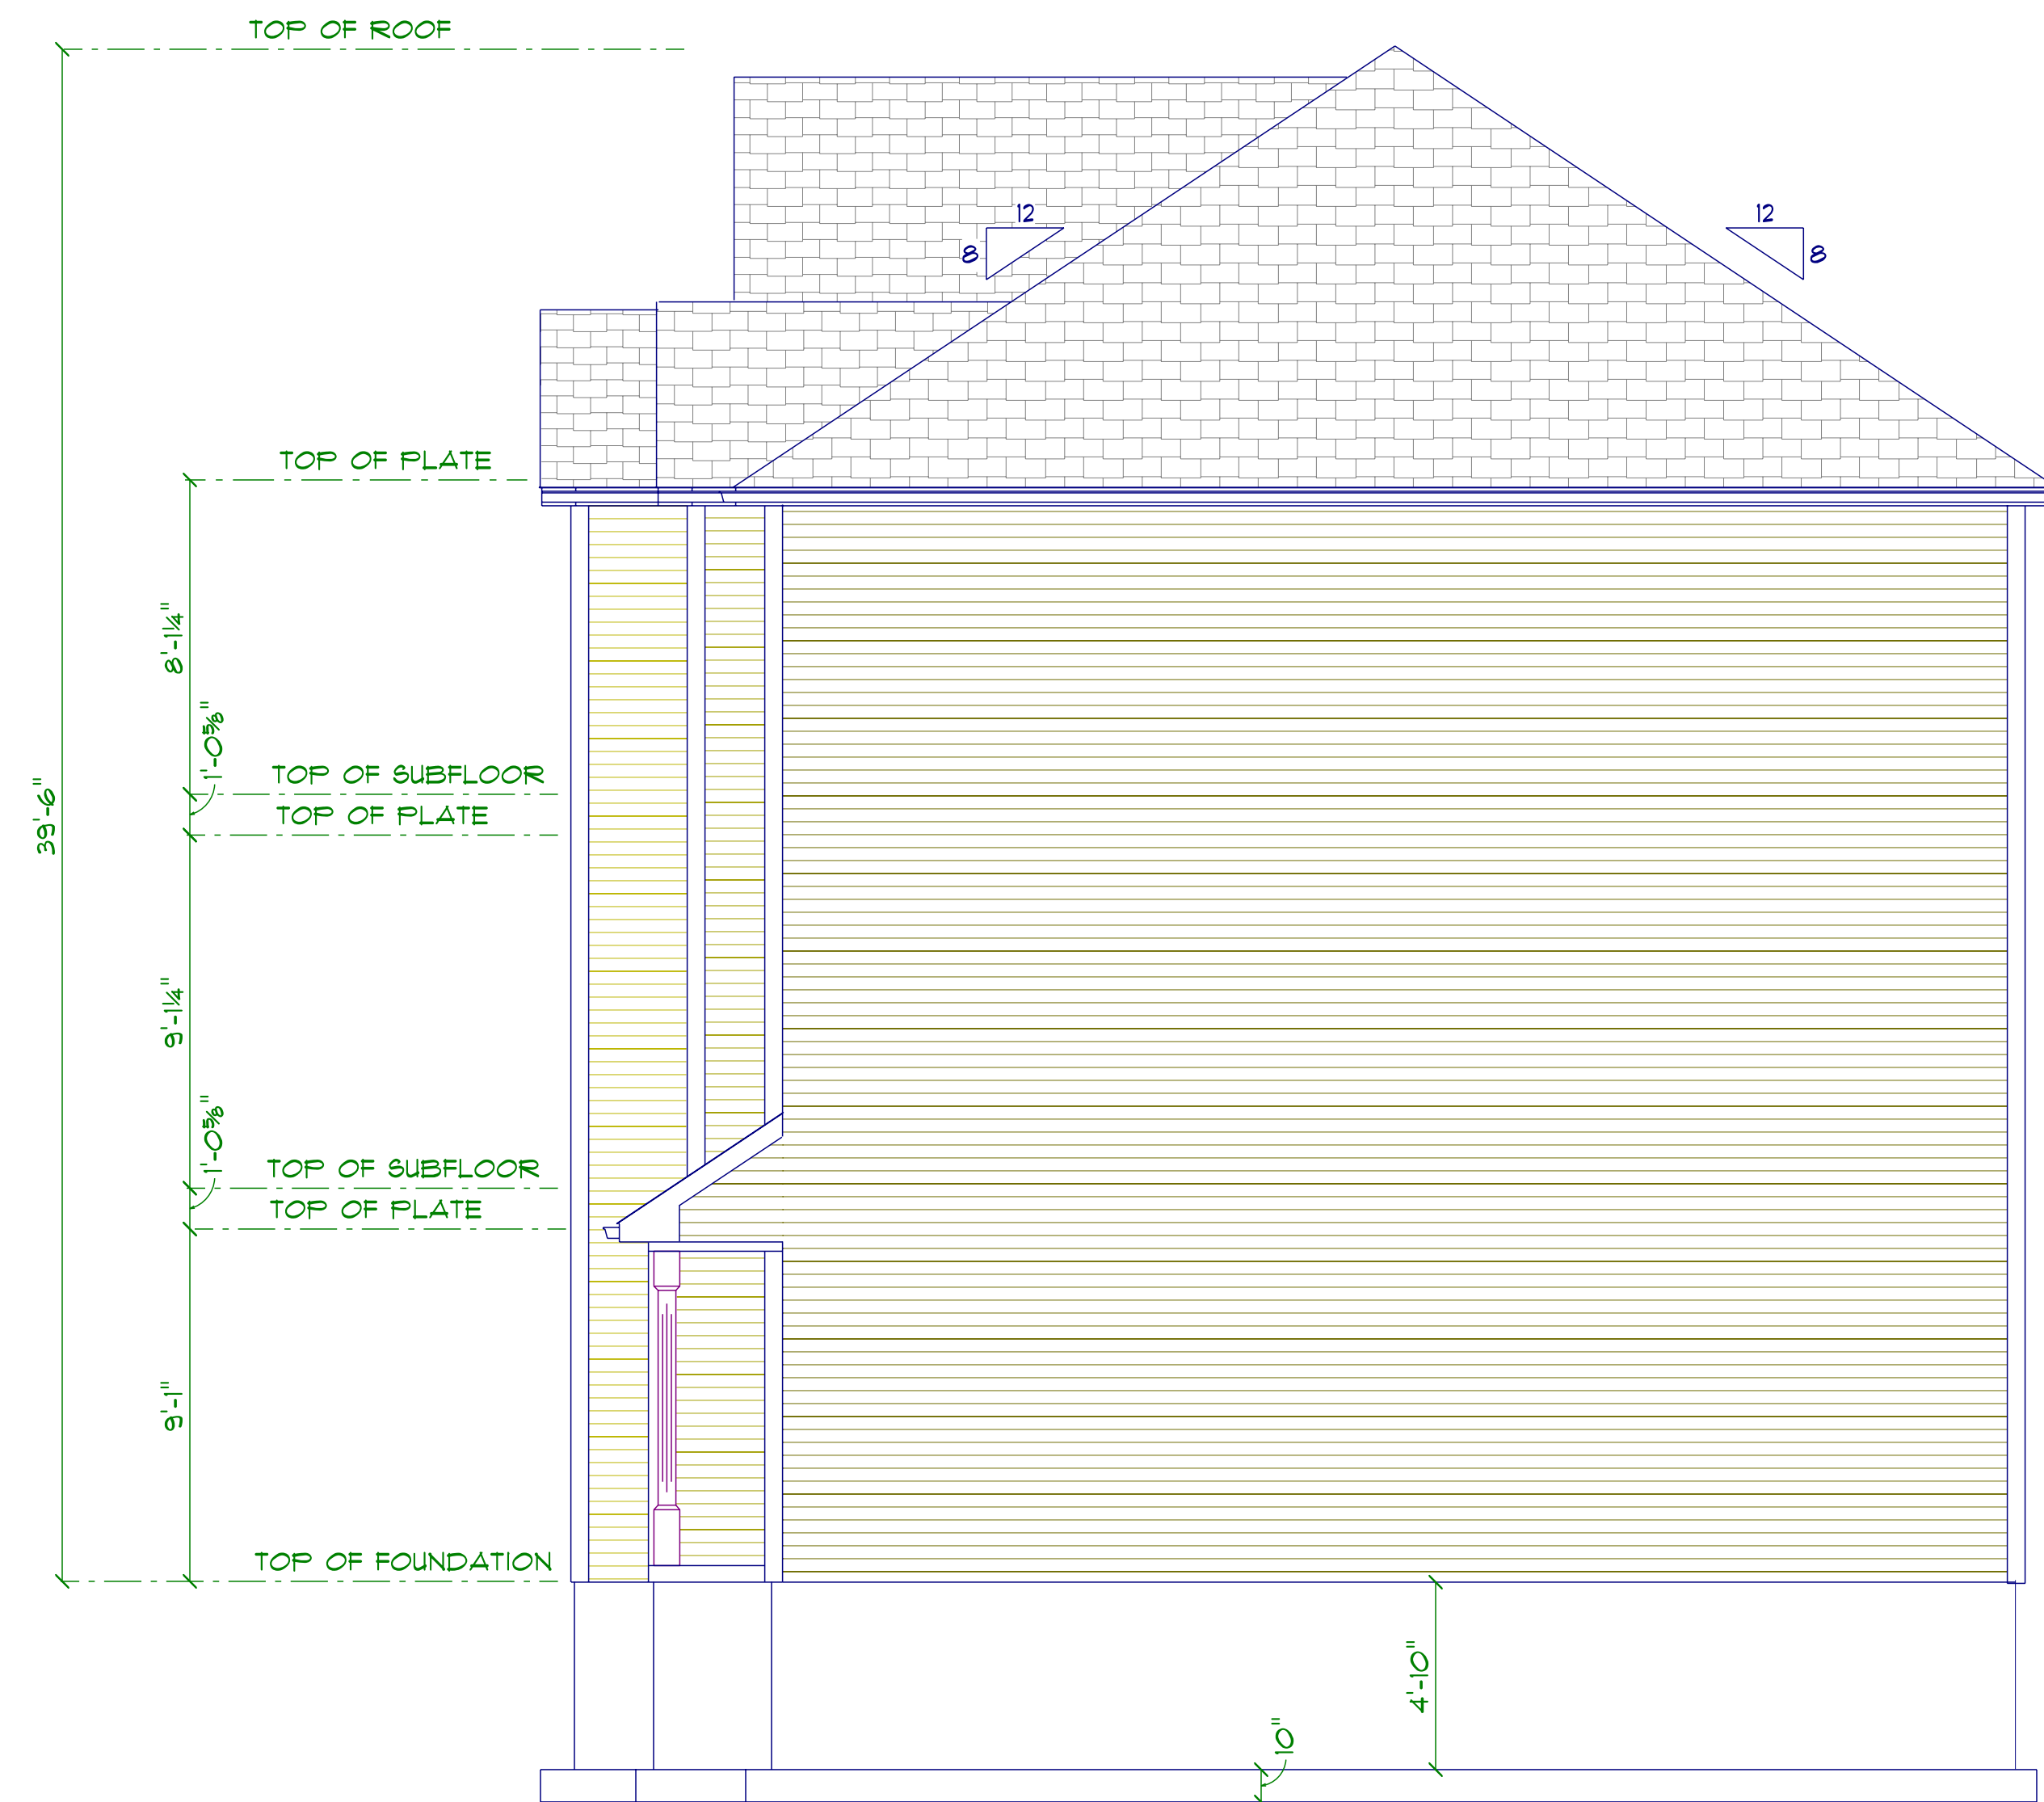 TOP OF ROOF
12
8
12
8
TOP OF PLATE
8'-1¼"
1'-0⅝"
TOP OF SUBFLOOR
39'-6"
TOP OF PLATE
9'-1¼"
1'-0⅝"
TOP OF SUBFLOOR
TOP OF PLATE
9'-1"
TOP OF FOUNDATION
4'-10"
10"